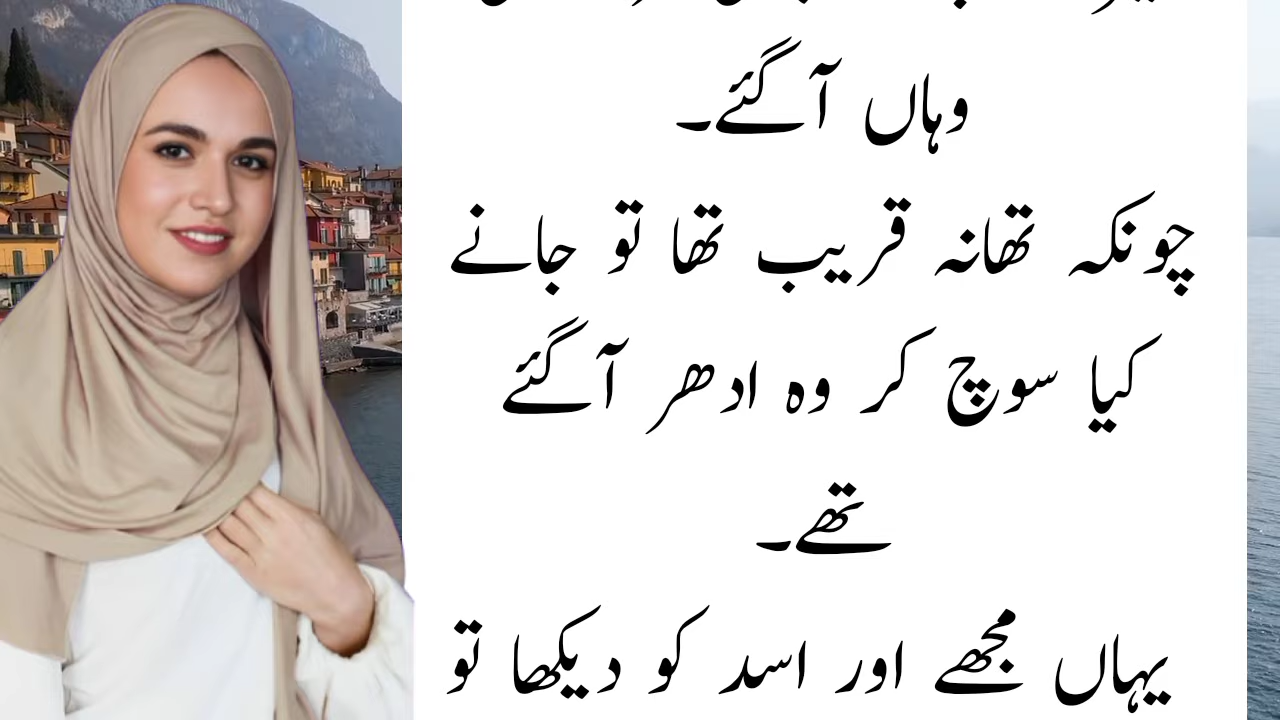 وہاں آگئے۔
چونکہ تھانہ قریب تھا تو جانے
کیا سوچ کر وہ ادھر آگئے
تھے۔
یہاں مجھے اور اسد کو دیکھا تو